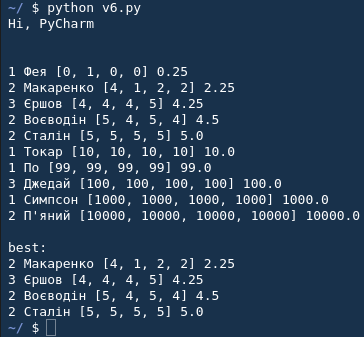 ~/ $ python v6.py
Hi, PyCharm
1 Фея [0, 1, 0, 0] 0.25
2 Макаренко [4, 1, 2, 2] 2.25
3 Єршов [4, 4, 4, 5] 4.25
2 Воєводін [5, 4, 5, 4] 4.5
2 Сталін [5, 5, 5, 5] 5.0
1 Токар [10, 10, 10, 10] 10.0
1 По [99, 99, 99, 99] 99.0
3 Джедай [100, 100, 100, 100] 100.0
1 Симпсон [1000, 1000, 1000, 1000] 1000.0
2 П'яний [10000, 10000, 10000, 10000] 10000.0
best:
2 Макаренко [4, 1, 2, 2] 2.25
3 Єршов [4, 4, 4, 5] 4.25
2 Воєводін [5, 4, 5, 4] 4.5
2 Сталін [5, 5, 5, 5] 5.0
~/ $